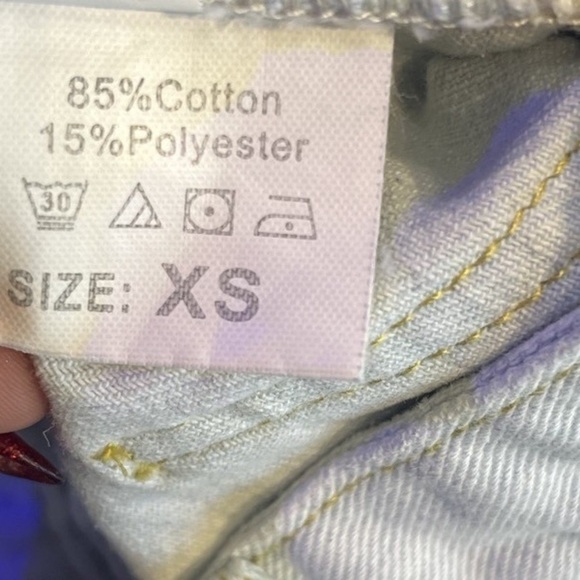 85%Cotton
15%Polyester
30
SIZE: XS